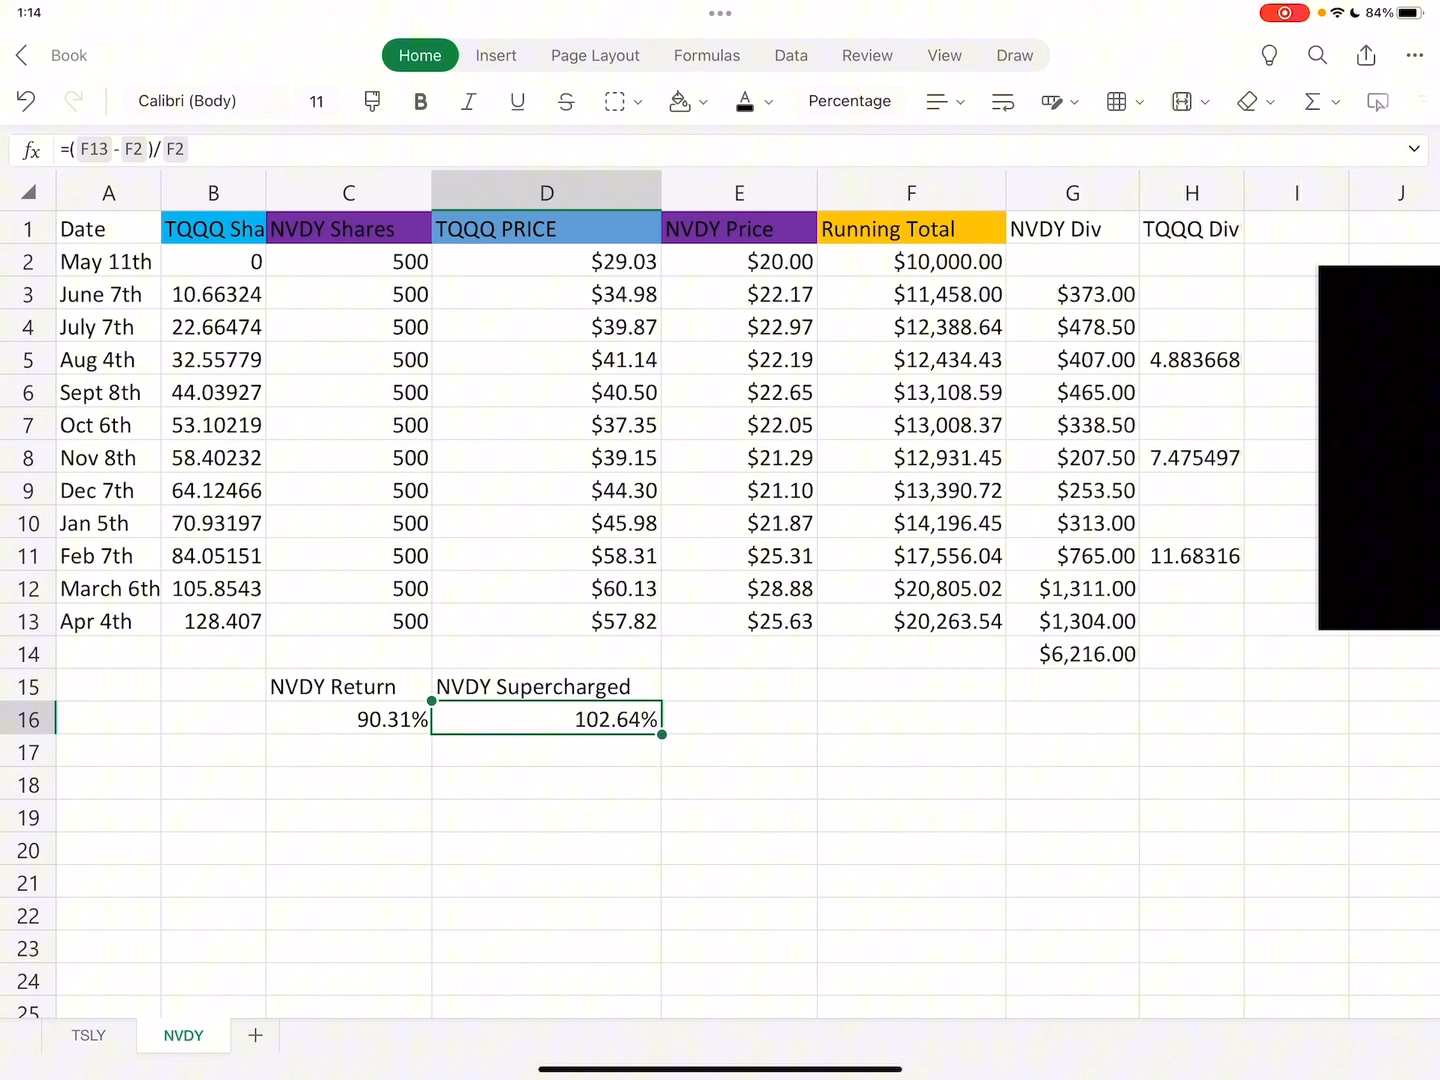 1:14
84%
Book
Home Insert Page Layout Formulas Data Review View Draw
Calibri (Body) 11 B I U S A Percentage Σ
fx =( F13 - F2 )/ F2
A B C D E F G H I J
1 Date TQQQ Sha NVDY Shares TQQQ PRICE NVDY Price Running Total NVDY Div TQQQ Div
2 May 11th 0 500 $29.03 $20.00 $10,000.00
3 June 7th 10.66324 500 $34.98 $22.17 $11,458.00 $373.00
4 July 7th 22.66474 500 $39.87 $22.97 $12,388.64 $478.50
5 Aug 4th 32.55779 500 $41.14 $22.19 $12,434.43 $407.00 4.883668
6 Sept 8th 44.03927 500 $40.50 $22.65 $13,108.59 $465.00
7 Oct 6th 53.10219 500 $37.35 $22.05 $13,008.37 $338.50
8 Nov 8th 58.40232 500 $39.15 $21.29 $12,931.45 $207.50 7.475497
9 Dec 7th 64.12466 500 $44.30 $21.10 $13,390.72 $253.50
10 Jan 5th 70.93197 500 $45.98 $21.87 $14,196.45 $313.00
11 Feb 7th 84.05151 500 $58.31 $25.31 $17,556.04 $765.00 11.68316
12 March 6th 105.8543 500 $60.13 $28.88 $20,805.02 $1,311.00
13 Apr 4th 128.407 500 $57.82 $25.63 $20,263.54 $1,304.00
14 $6,216.00
15 NVDY Return NVDY Supercharged
16 90.31% 102.64%
17
18
19
20
21
22
23
24
25
TSLY NVDY +